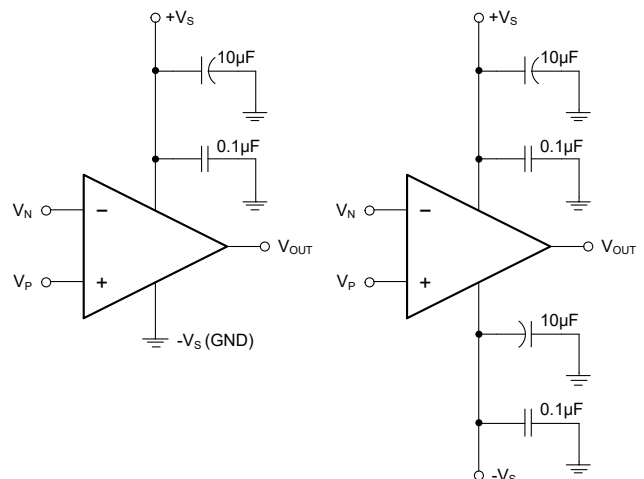 +VS
10µF
0.1µF
VN
−
VP
+
VOUT
-VS (GND)
+VS
10µF
0.1µF
VN
−
VP
+
VOUT
10µF
0.1µF
-VS